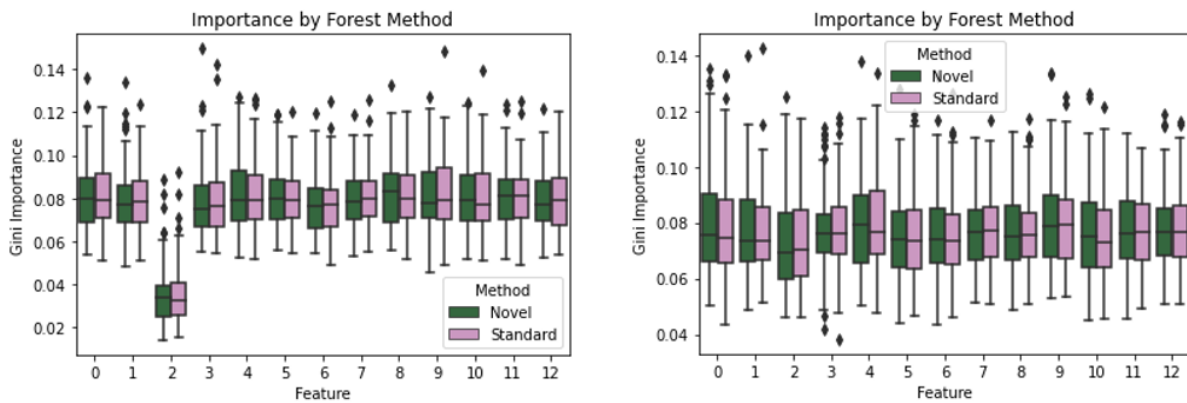 Importance by Forest Method
0.14
0.12
0.10
0.08
0.06
0.04
0.02
Gini Importance
0 1 2 3 4 5 6 7 8 9 10 11 12
Feature
Method
Novel
Standard
Importance by Forest Method
0.14
0.12
0.10
0.08
0.06
0.04
Gini Importance
0 1 2 3 4 5 6 7 8 9 10 11 12
Feature
Method
Novel
Standard